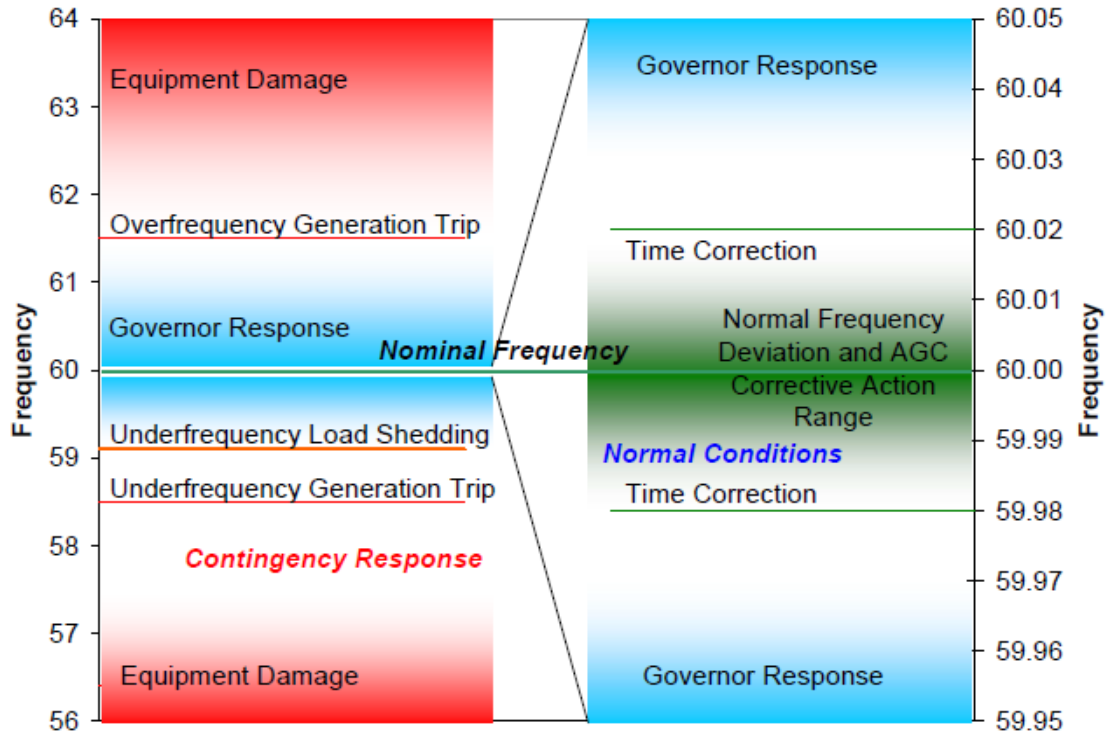 64
63
62
61
60
59
58
57
56
Frequency
Equipment Damage
Overfrequency Generation Trip
Governor Response
Nominal Frequency
Underfrequency Load Shedding
Underfrequency Generation Trip
Contingency Response
Equipment Damage
Governor Response
Time Correction
Normal Frequency
Deviation and AGC
Corrective Action
Range
Normal Conditions
Time Correction
Governor Response
60.05
60.04
60.03
60.02
60.01
60.00
59.99
59.98
59.97
59.96
59.95
Frequency